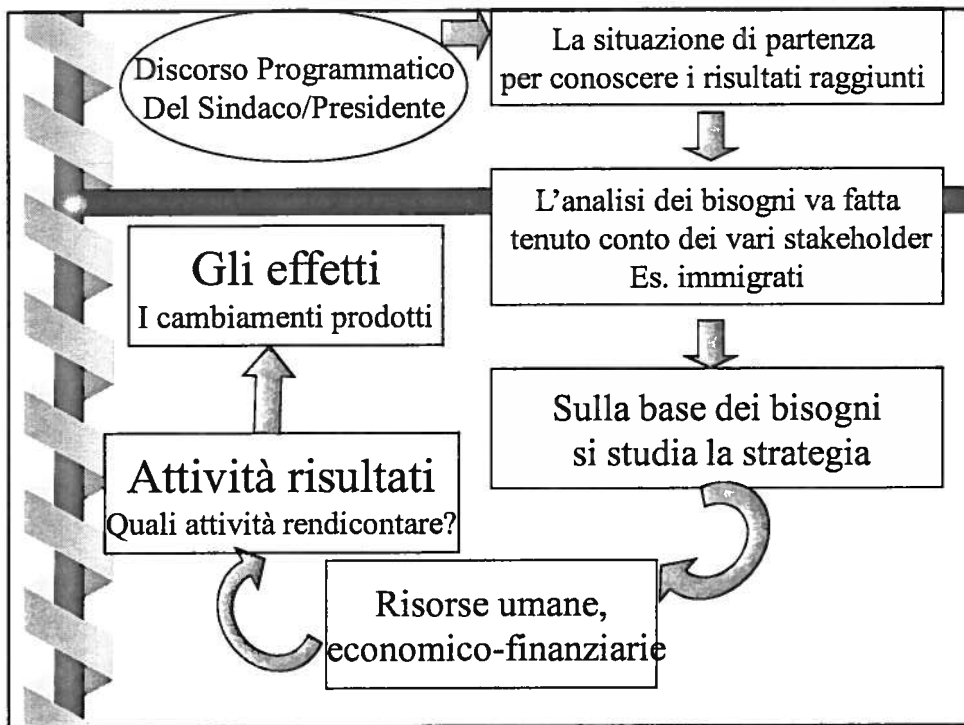 Discorso Programmatico
Del Sindaco/Presidente
La situazione di partenza
per conoscere i risultati raggiunti
L'analisi dei bisogni va fatta
tenuto conto dei vari stakeholder
Es. immigrati
Sulla base dei bisogni
si studia la strategia
Risorse umane,
economico-finanziarie
Attività risultati
Quali attività rendicontare?
Gli effetti
I cambiamenti prodotti